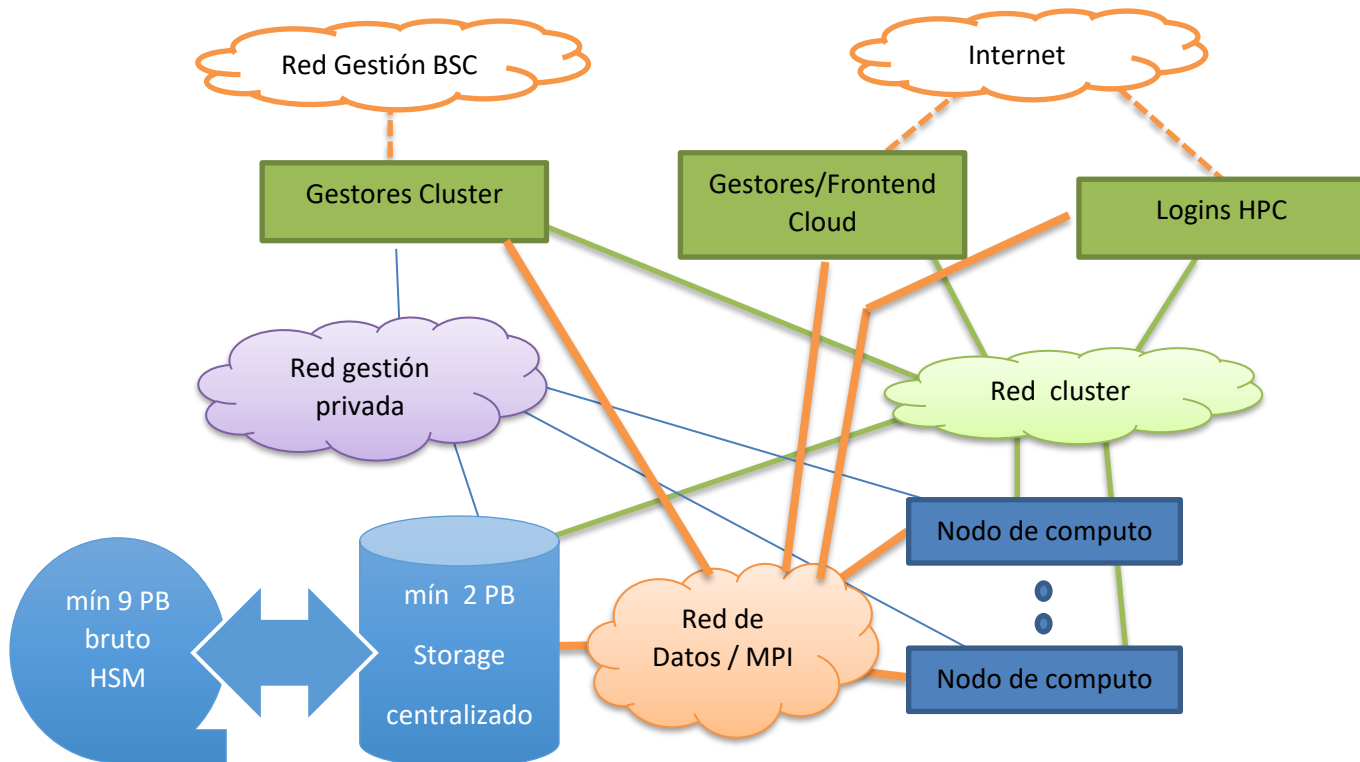 Red Gestión BSC
Internet
Gestores Cluster
Gestores/Frontend
Cloud
Logins HPC
Red gestión
privada
Red cluster
Nodo de computo
mín 9 PB
bruto
HSM
mín 2 PB
Storage
centralizado
Red de
Datos / MPI
Nodo de computo